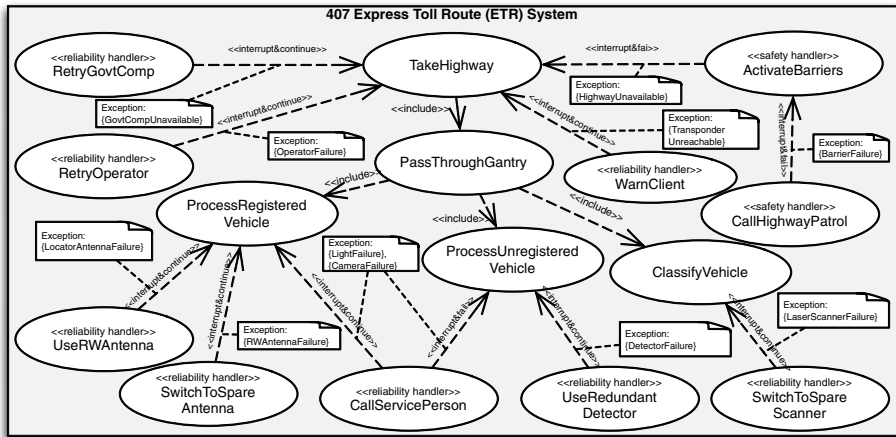 407 Express Toll Route (ETR) System
<<reliability handler>>
RetryGovtComp
<<interrupt&continue>>
TakeHighway
<<interrupt&fai>>
<<safety handler>>
ActivateBarriers
Exception:
{GovtCompUnavailable}
<<interrupt&continue>>
<<include>>
<<interrupt&continue>>
Exception:
{HighwayUnavailable}
Exception:
{Transponder
Unreachable}
<<interrupt&fail>>
Exception:
{BarrierFailure}
<<reliability handler>>
RetryOperator
Exception:
{OperatorFailure}
PassThroughGantry
<<reliability handler>>
WarnClient
<<safety handler>>
CallHighwayPatrol
<<include>>
<<include>>
<<include>>
ProcessRegistered
Vehicle
Exception:
{LocatorAntennaFailure}
Exception:
{LightFailure},
{CameraFailure}
ProcessUnregistered
Vehicle
ClassifyVehicle
<<interrupt&continue>>
<<interrupt&continue>>
<<interrupt&continue>>
<<interrupt&fail>>
<<interrupt&continue>>
<<interrupt&continue>>
Exception:
{LaserScannerFailure}
<<reliability handler>>
UseRWAntenna
Exception:
{RWAntennaFailure}
Exception:
{DetectorFailure}
<<reliability handler>>
SwitchToSpare
Antenna
<<reliability handler>>
CallServicePerson
<<reliability handler>>
UseRedundant
Detector
<<reliability handler>>
SwitchToSpare
Scanner